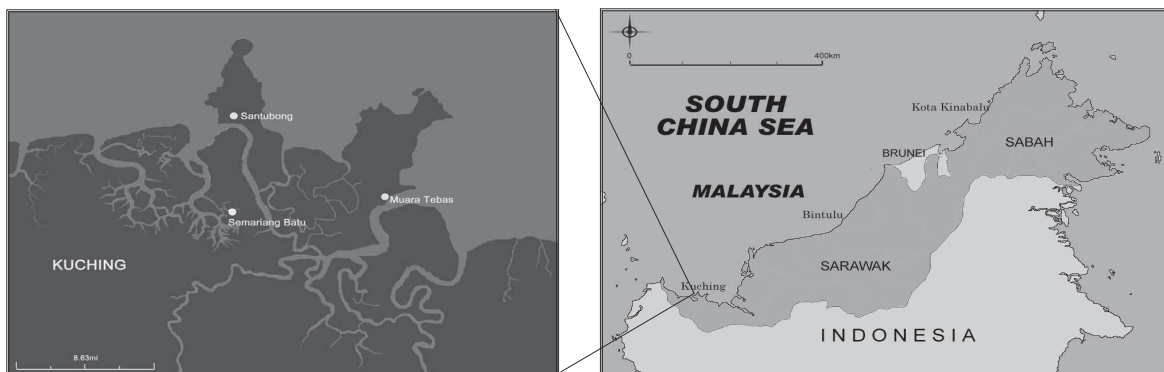 Santubong
Muara Tebas
Semariang Batu
KUCHING
8.63mi
0
400km
SOUTH
CHINA SEA
Kota Kinabalu
BRUNEI
SABAH
MALAYSIA
Bintulu
SARAWAK
Kuching
INDONESIA